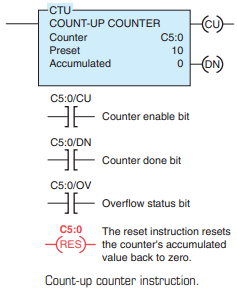 CTU
COUNT-UP COUNTER
Counter C5:0
Preset 10
Accumulated 0
CU
DN
C5:0/CU
Counter enable bit
C5:0/DN
Counter done bit
C5:0/OV
Overflow status bit
C5:0
RES
The reset instruction resets
the counter's accumulated
value back to zero.
Count-up counter instruction.